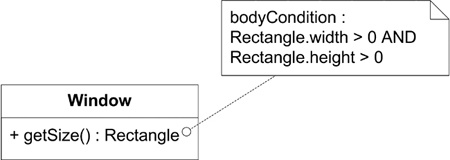 bodyCondition :
Rectangle.width > 0 AND
Rectangle.height > 0
Window
+ getSize() : Rectangle